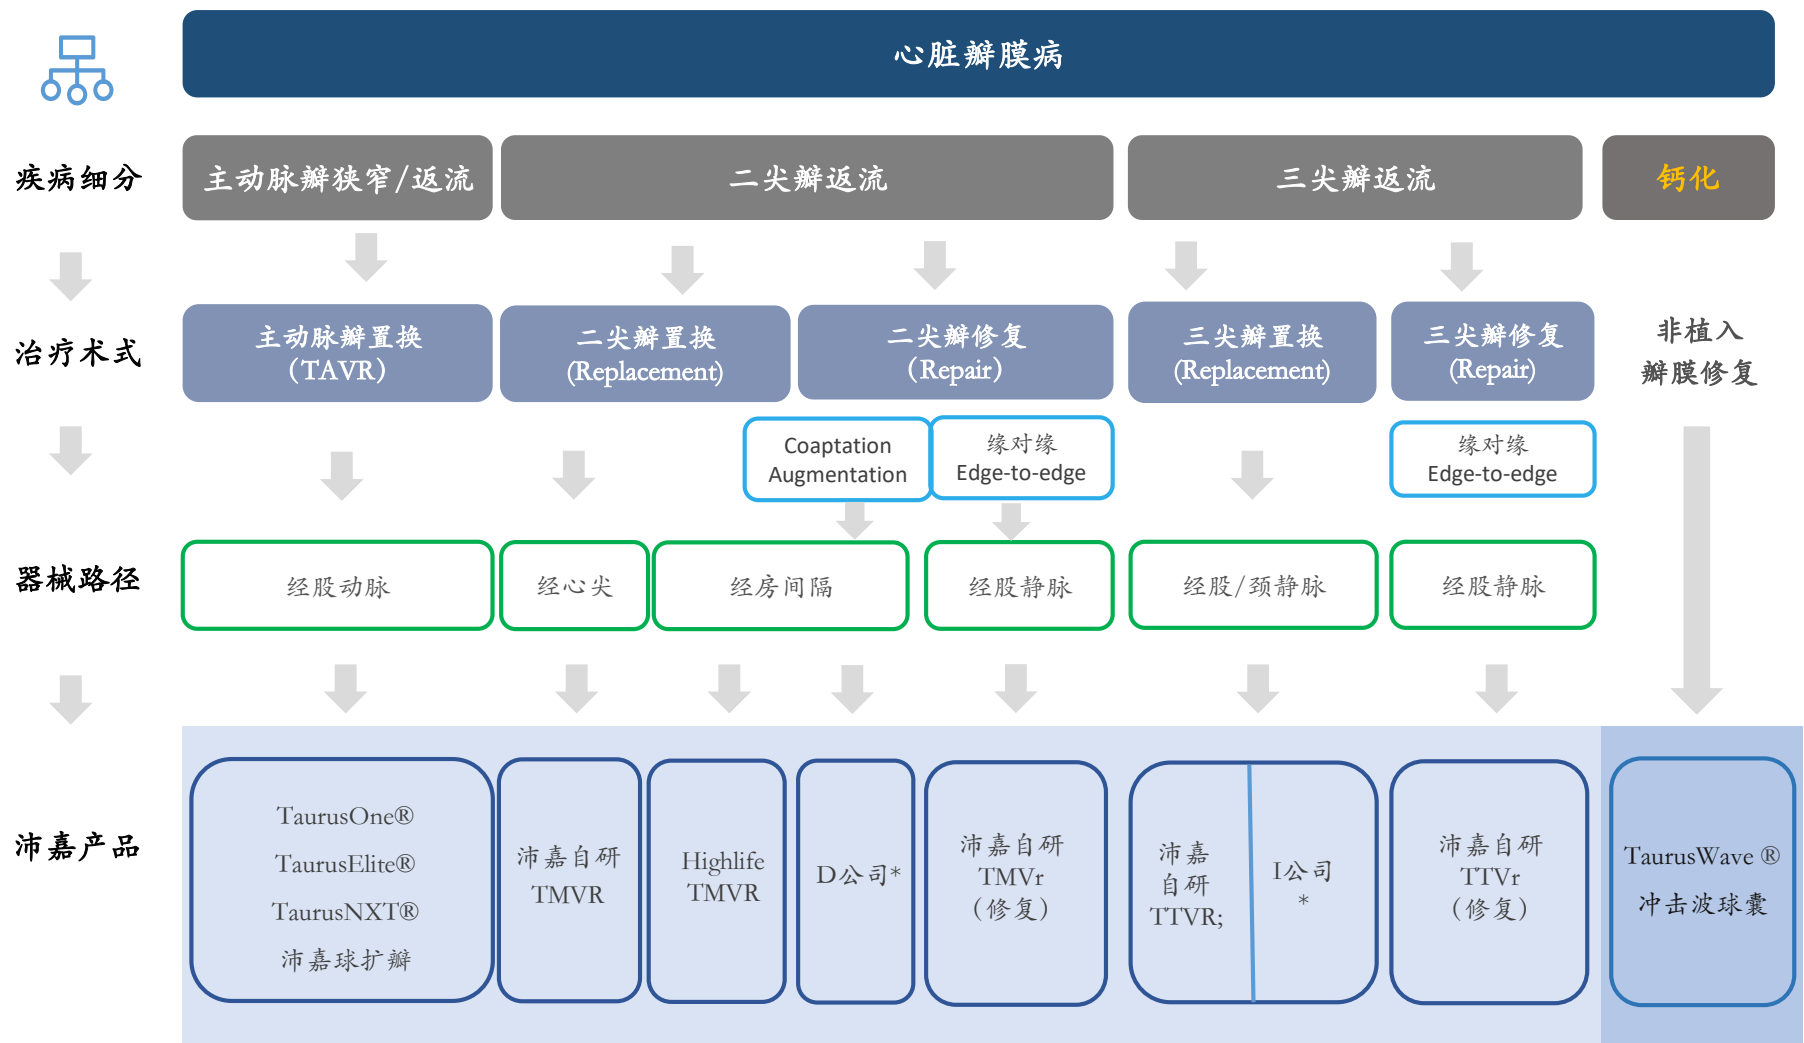 心脏瓣膜病
疾病细分
主动脉瓣狭窄/返流
二尖瓣返流
三尖瓣返流
钙化
治疗术式
主动脉瓣置换
（TAVR）
二尖瓣置换
(Replacement)
二尖瓣修复
（Repair）
三尖瓣置换
(Replacement)
三尖瓣修复
(Repair)
非植入
瓣膜修复
Coaptation
Augmentation
缘对缘
Edge-to-edge
缘对缘
Edge-to-edge
器械路径
经股动脉
经心尖
经房间隔
经股静脉
经股/颈静脉
经股静脉
沛嘉产品
TaurusOne®
TaurusElite®
TaurusNXT®
沛嘉球扩瓣
沛嘉自研
TMVR
Highlife
TMVR
D公司*
沛嘉自研
TMVr
（修复）
沛嘉
自研
TTVR;
I公司
*
沛嘉自研
TTVr
（修复）
TaurusWave ®
冲击波球囊